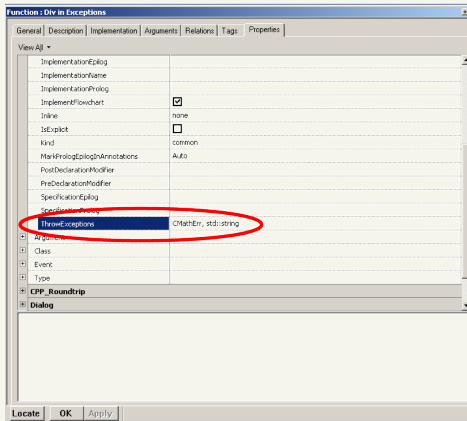 Function : Div in Exceptions
General Description Implementation Arguments Relations Tags Properties
View All
ImplementationEpilog
ImplementationName
ImplementationProlog
ImplementFlowchart
Inline none
IsExplicit
Kind common
MarkPrologEpilogInAnnotations Auto
PostDeclarationModifier
PreDeclarationModifier
SpecificationEpilog
SpecificationProlog
ThrowExceptions CMathErr, std::string
Argument
Class
Event
Type
CPP_Roundtrip
Dialog
Locate OK Apply